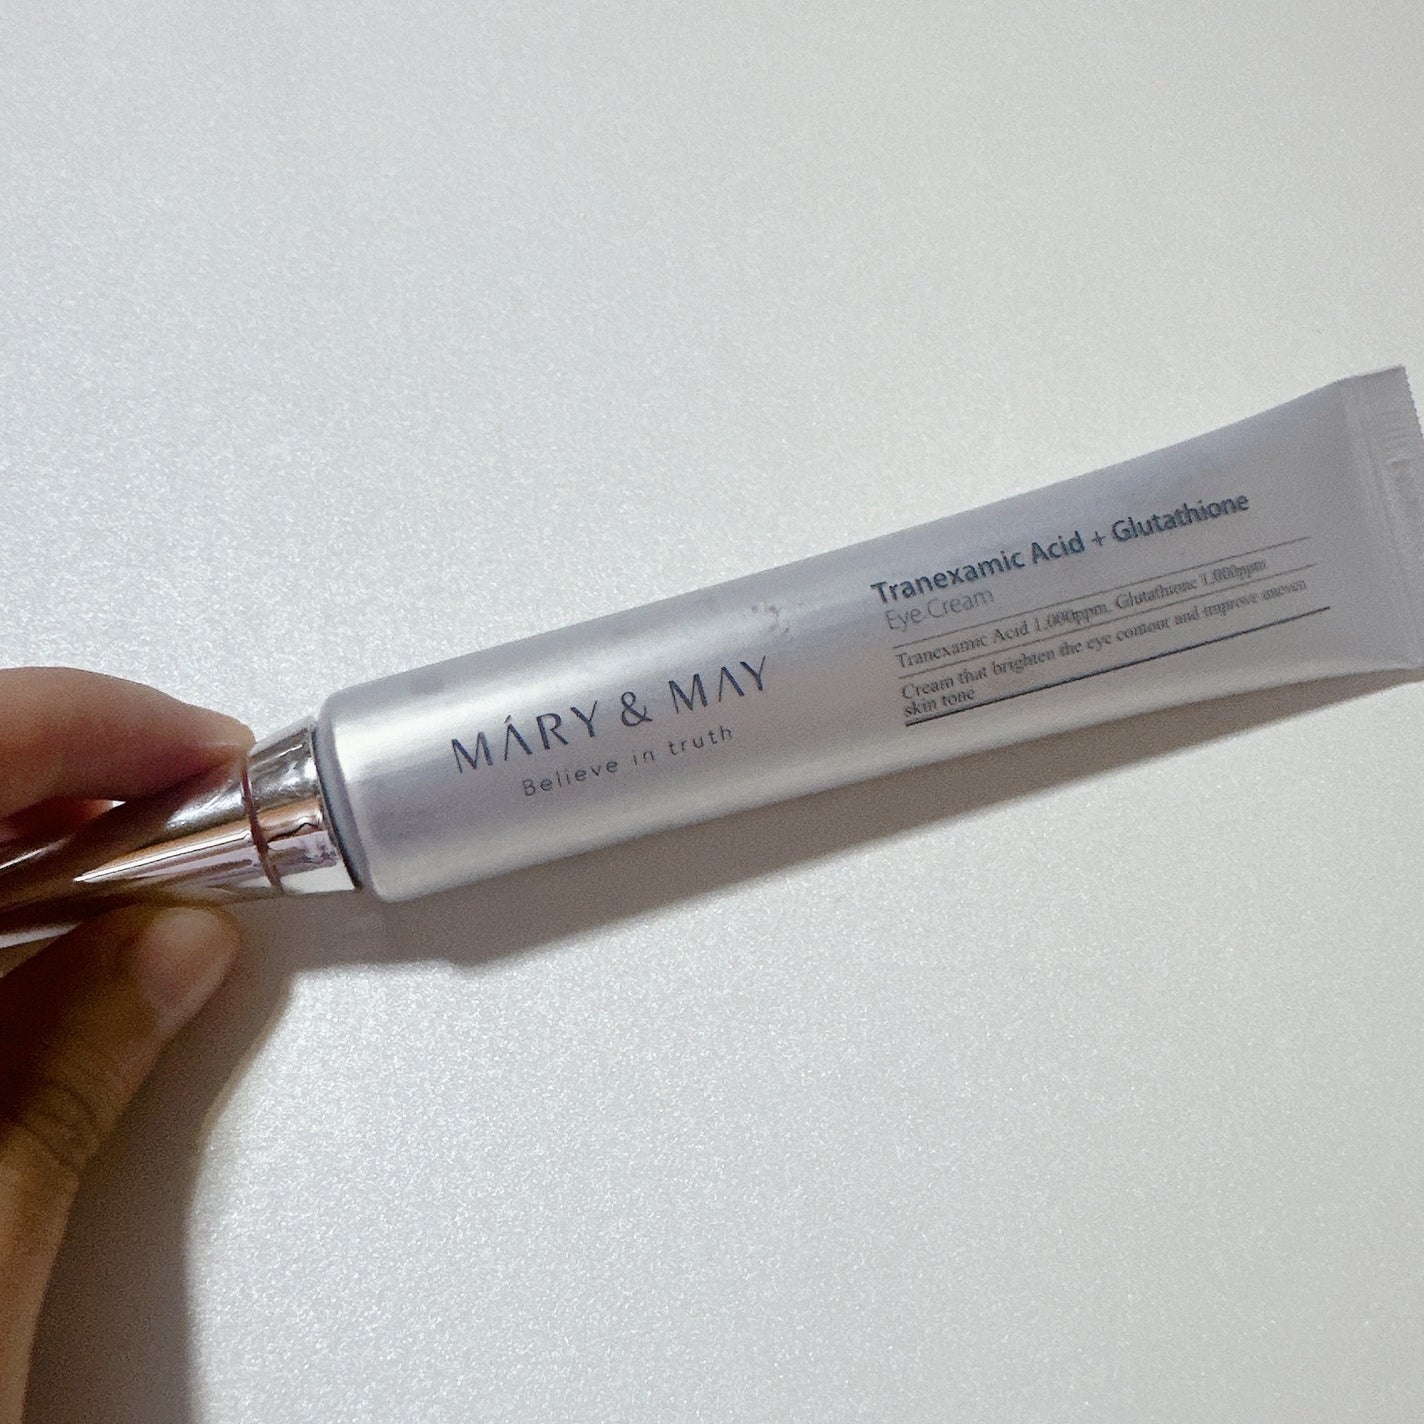 MÁRY & MAY
Believe in truth
Tranexamic Acid + Glutathione
Eye Cream
Tranexamic Acid 1,000ppm, Glutathione 1,000ppm
Cream that brighten the eye contour and improve uneven
skin tone